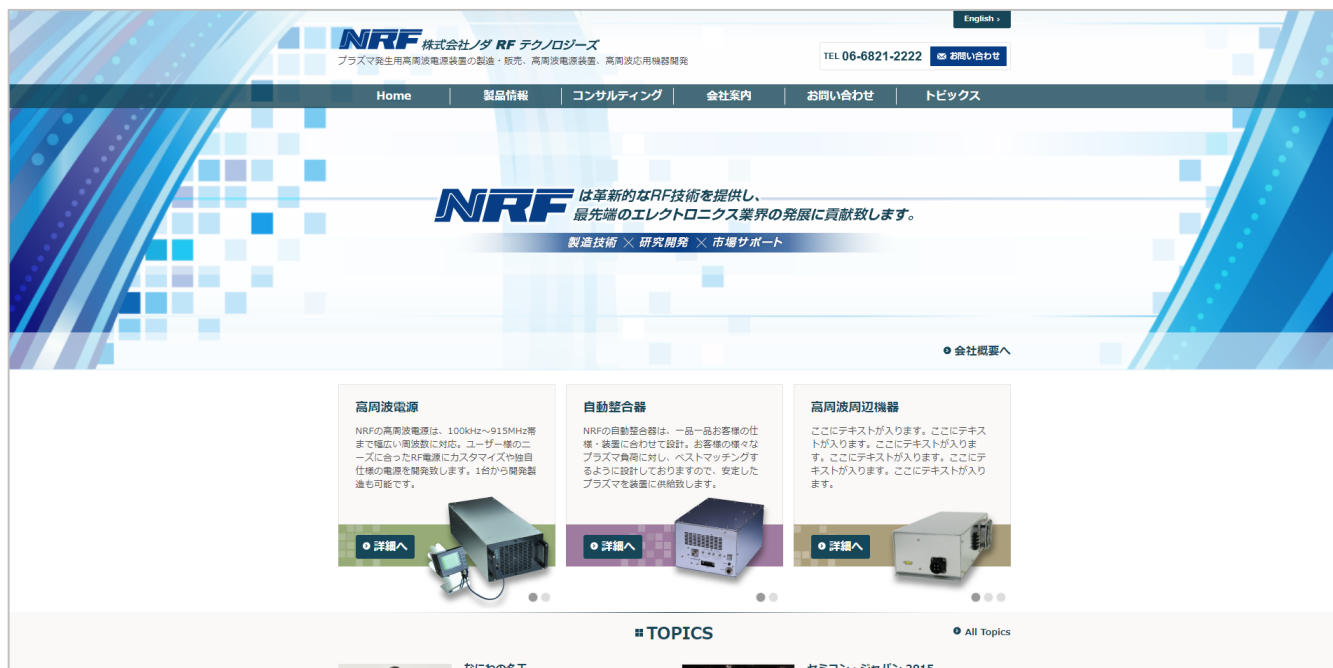 English ›
NRF 株式会社ノダ RF テクノロジーズ
プラズマ発生用高周波電源装置の製造・販売、高周波電源装置、高周波応用機器開発
TEL 06-6821-2222 お問い合わせ
Home 製品情報 コンサルティング 会社案内 お問い合わせ トピックス
NRF は革新的なRF技術を提供し、
最先端のエレクトロニクス業界の発展に貢献致します。
製造技術 × 研究開発 × 市場サポート
会社概要へ
高周波電源
NRFの高周波電源は、100kHz～915MHz帯
まで幅広い周波数に対応。ユーザー様のニ
ーズに合ったRF電源にカスタマイズや独自
仕様の電源を開発致します。1台から開発製
造も可能です。
詳細へ
自動整合器
NRFの自動整合器は、一品一品お客様の仕
様・装置に合わせて設計。お客様の様々な
プラズマ負荷に対し、ベストマッチングす
るように設計しておりますので、安定した
プラズマを装置に供給致します。
詳細へ
高周波周辺機器
ここにテキストが入ります。ここにテキス
トが入ります。ここにテキストが入りま
す。ここにテキストが入ります。ここにテ
キストが入ります。ここにテキストが入り
ます。
詳細へ
TOPICS
All Topics
なにわの名工
セミコン・ジャパン 2015